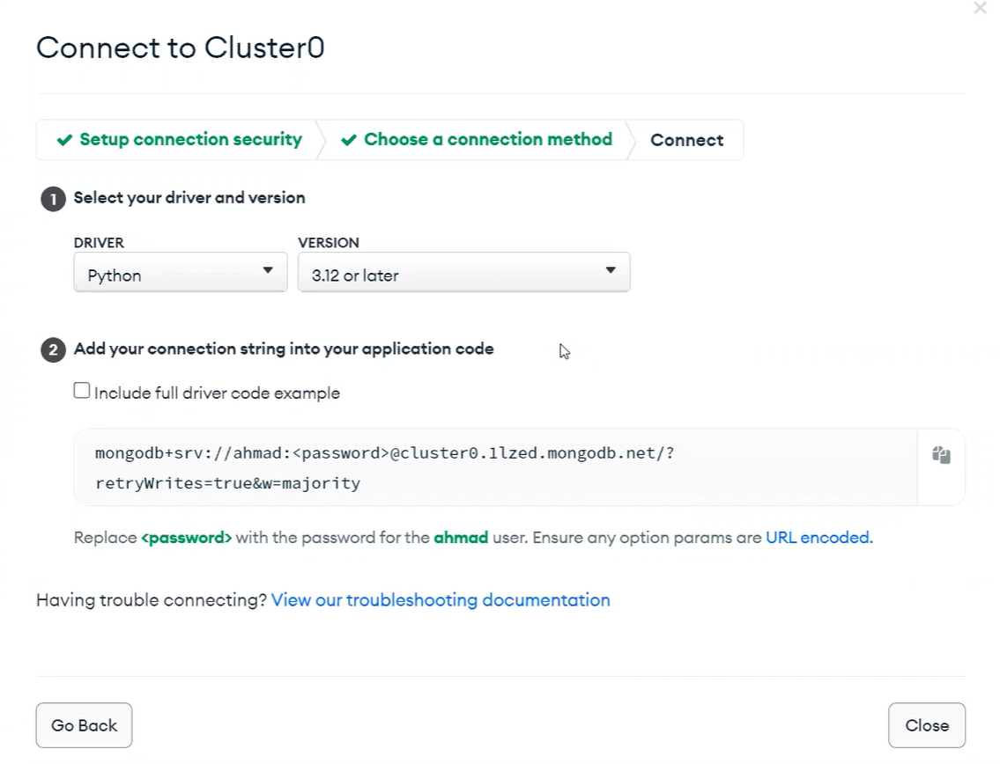 Connect to Cluster0
Setup connection security
Choose a connection method
Connect
1 Select your driver and version
DRIVER
VERSION
Python
3.12 or later
2 Add your connection string into your application code
Include full driver code example
mongodb+srv://ahmad:<password>@cluster0.1lzed.mongodb.net/?
retryWrites=true&w=majority
Replace <password> with the password for the ahmad user. Ensure any option params are URL encoded.
Having trouble connecting? View our troubleshooting documentation
Go Back
Close